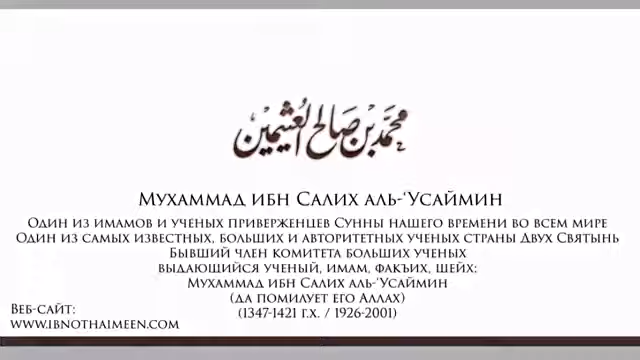 محمد بن صالح العثيمين
Мухаммад ибн Салих аль-‘Усаймин
Один из имамов и ученых приверженцев Сунны нашего времени во всем мире
Один из самых известных, больших и авторитетных ученых страны Двух Святынь
Бывший член комитета больших ученых
выдающийся ученый, имам, факъих, шейх;
Мухаммад ибн Салих аль-‘Усаймин
(да помилует его Аллах)
(1347-1421 г.х. / 1926-2001)
Веб-сайт:
www.ibnothaimeen.com